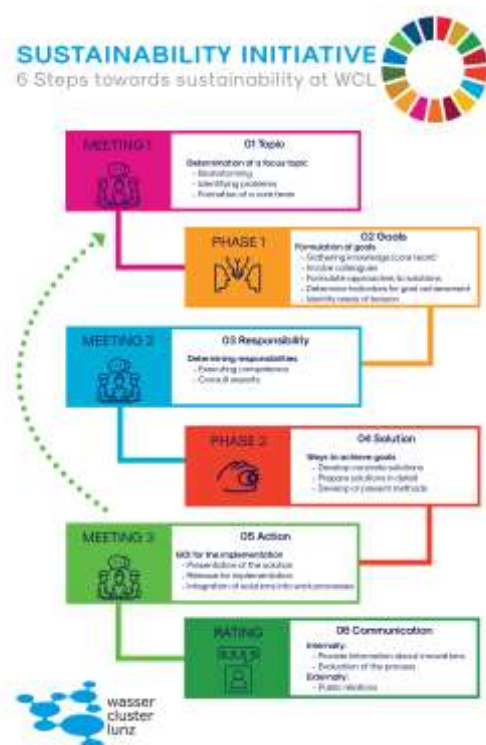 SUSTAINABILITY INITIATIVE
6 Steps towards sustainability at WCL
MEETING 1
01 Topic
Determination of a focus topic
- Brainstorming
- Identifying problems
- Formation of a core team
PHASE 1
02 Goals
Formulation of goals
- Gathering knowledge (core team)
- Involve colleagues
- Formulate approaches to solutions
- Determine indicators for goal achievement
- Identify areas of tension
MEETING 2
03 Responsibility
Determining responsibilities
- Executing competence
- Consult experts
PHASE 2
04 Solution
Ways to achieve goals
- Develop concrete solutions
- Prepare solutions in detail
- Develop or present methods
MEETING 3
05 Action
GO! for the implementation
- Presentation of the solution
- Release for implementation
- Integration of solutions into work processes
RATING
06 Communication
Internally:
- Process information about innovations
- Evaluation of the process
Externally:
- Public relations
wasser
cluster
lunz